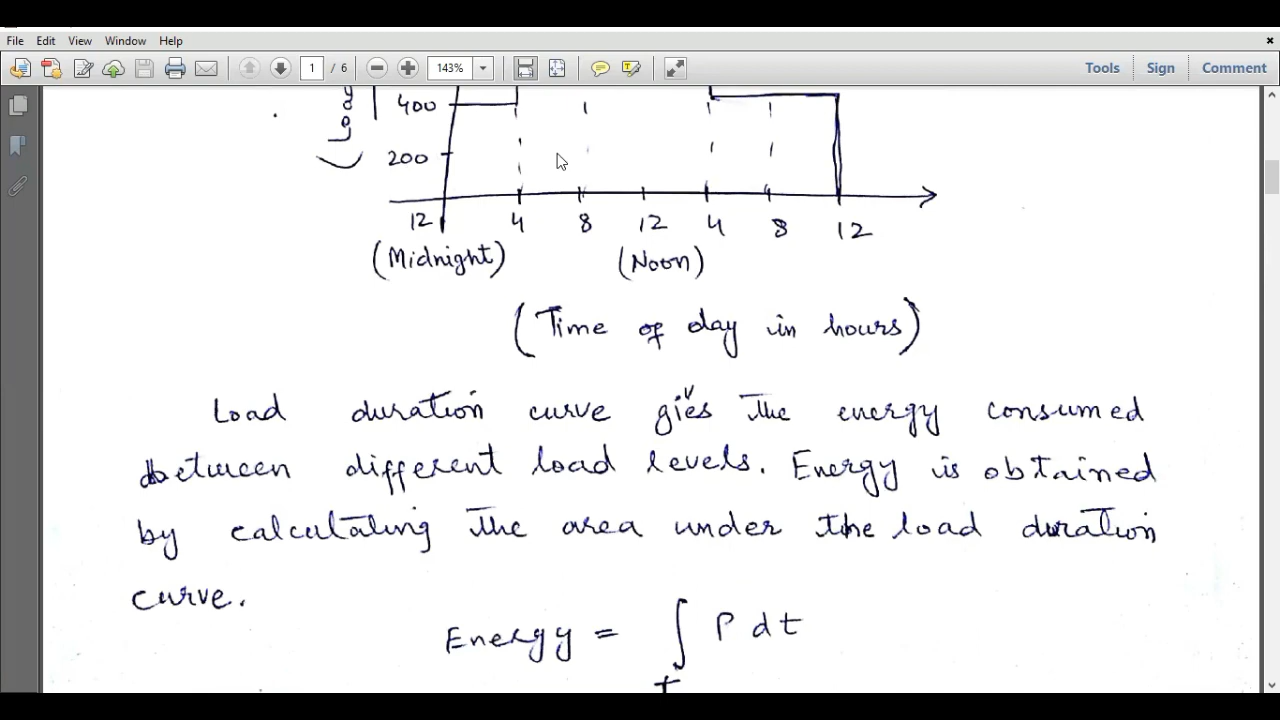 File Edit View Window Help ×
1 / 6 143% Tools Sign Comment
Load
400
200
12 4 8 12 4 8 12
(Midnight) (Noon)
(Time of day in hours)
Load duration curve gives the energy consumed
between different load levels. Energy is obtained
by calculating the area under the load duration
curve.
Energy = ∫ P dt
T